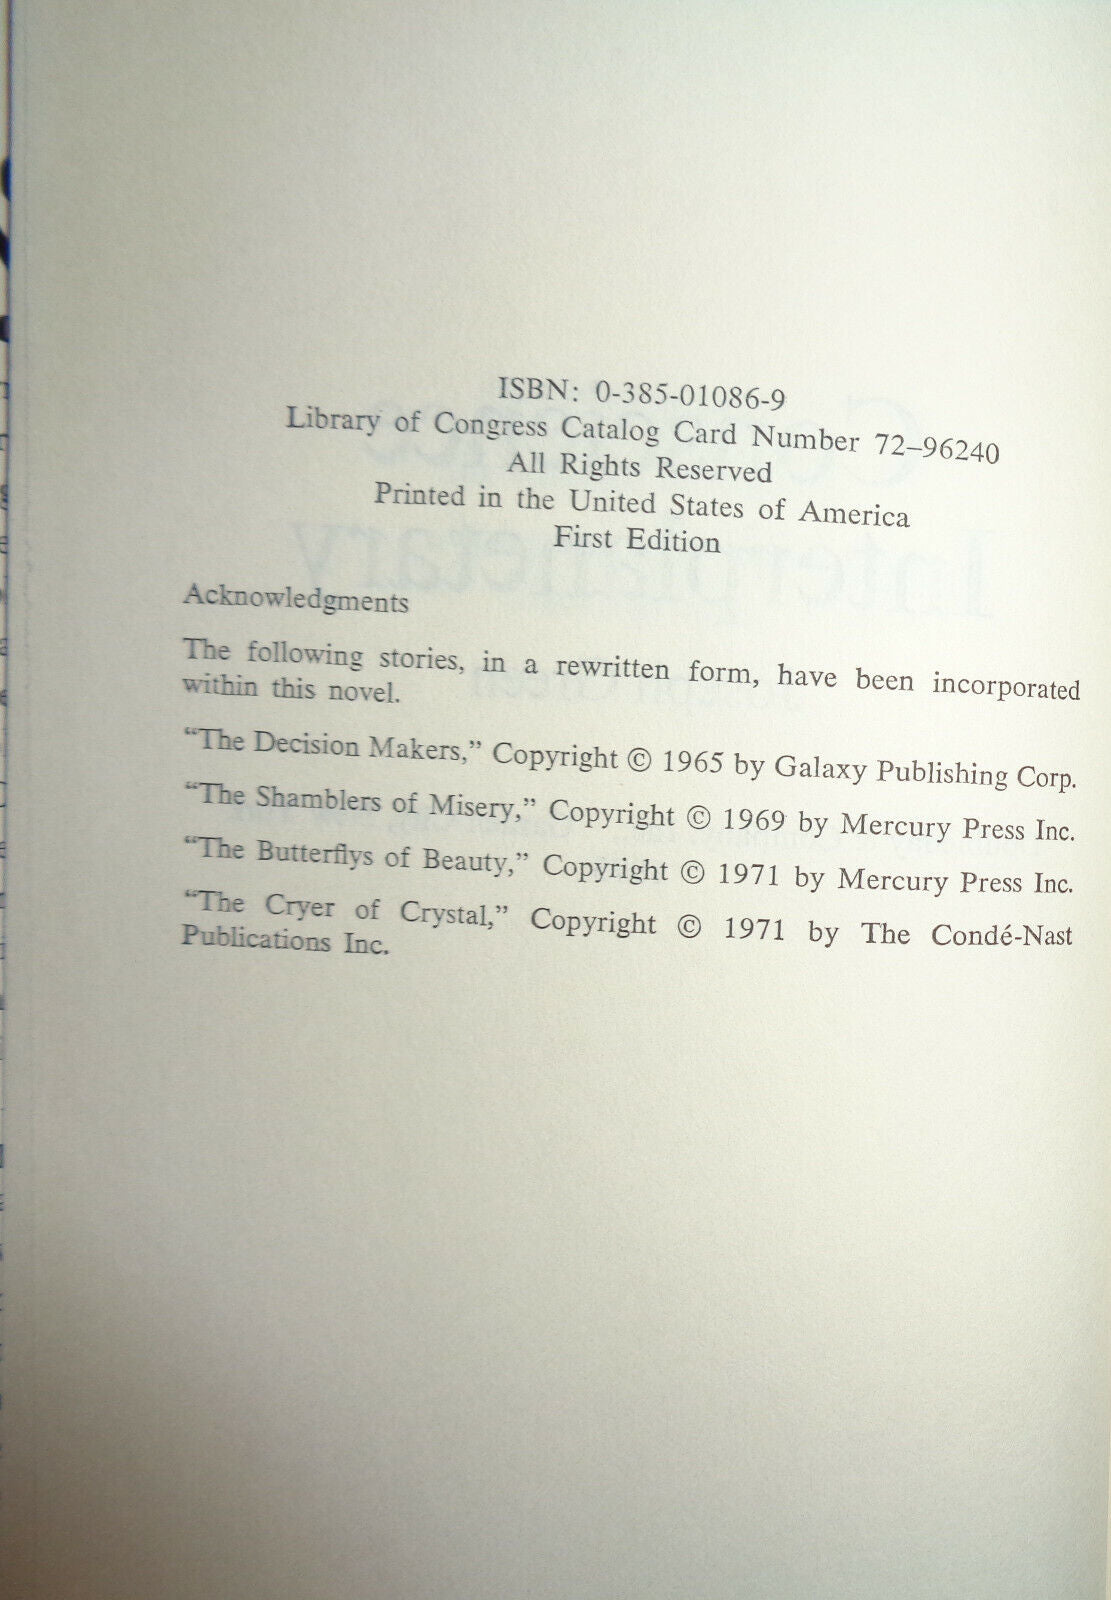 ISBN: 0-385-01086-9
Library of Congress Catalog Card Number 72–96240
All Rights Reserved
Printed in the United States of America
First Edition
Acknowledgments
The following stories, in a rewritten form, have been incorporated
within this novel.
“The Decision Makers,” Copyright © 1965 by Galaxy Publishing Corp.
“The Shamblers of Misery,” Copyright © 1969 by Mercury Press Inc.
“The Butterflys of Beauty,” Copyright © 1971 by Mercury Press Inc.
“The Cryer of Crystal,” Copyright © 1971 by The Condé-Nast
Publications Inc.